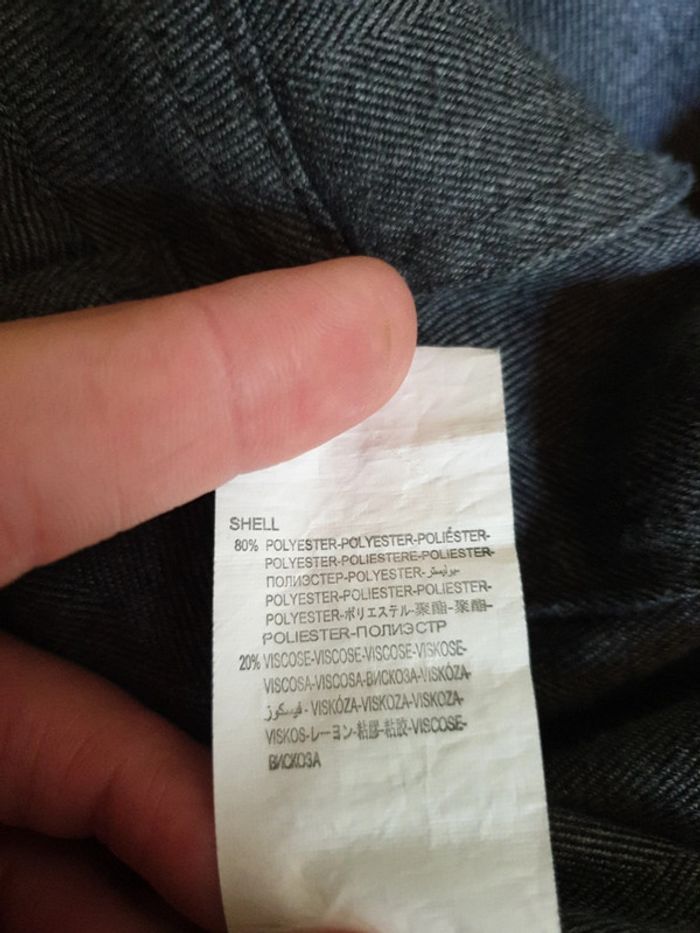 SHELL
80% POLYESTER-POLYESTER-POLIÉSTER-
POLYESTER-POLIESTERE-POLIESTER-
ПОЛИЭСТЕР-POLYESTER-
POLYESTER-POLIESTER-POLIESTER-
POLYESTER-ポリエステル-聚酯-聚酯-
POLIESTER-ПОЛИЭСТР
20% VISCOSE-VISCOSE-VISCOSE-VISKOSE-
VISCOSA-VISCOSA-ВИСКОЗА-VISKÓZA-
فيسكوز - VISKÓZA-VISKOZA-VISKOZA-
VISKOS-レーヨン-粘膠-粘胶-VISCOSE-
ВИСКОЗА